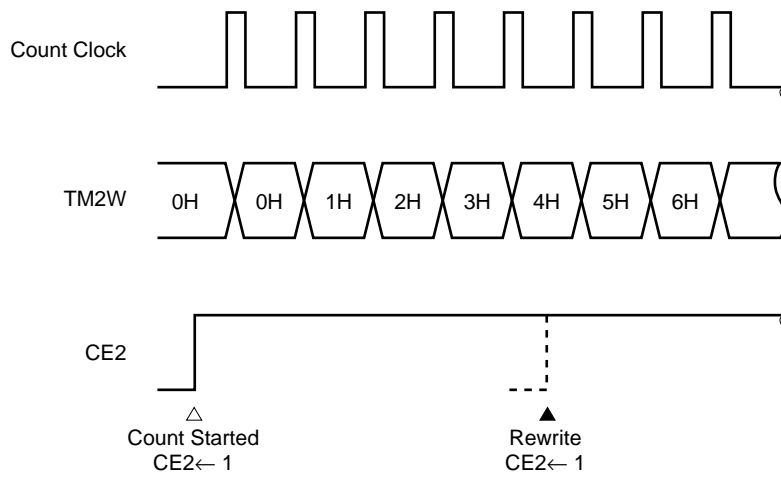 Count Clock
TM2W
0H 0H 1H 2H 3H 4H 5H 6H
CE2
Count Started
CE2← 1
Rewrite
CE2← 1